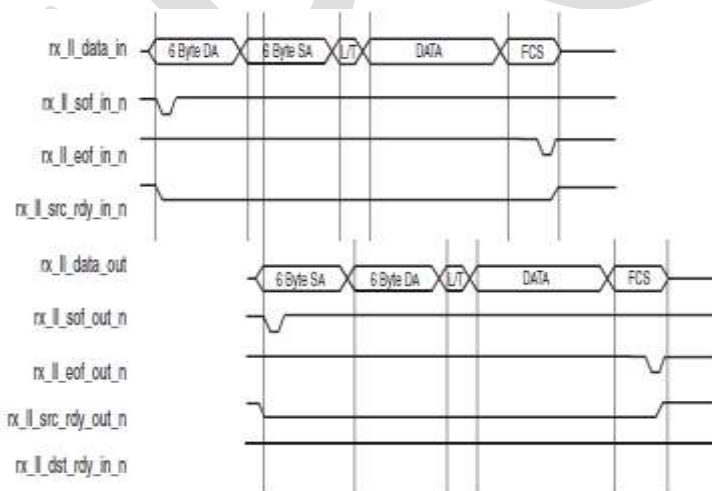 rx_ll_data_in 6 Byte DA 6 Byte SA L/T DATA FCS
rx_ll_sof_in_n
rx_ll_eof_in_n
rx_ll_src_rdy_in_n
rx_ll_data_out 6 Byte SA 6 Byte DA L/T DATA FCS
rx_ll_sof_out_n
rx_ll_eof_out_n
rx_ll_src_rdy_out_n
rx_ll_dst_rdy_in_n